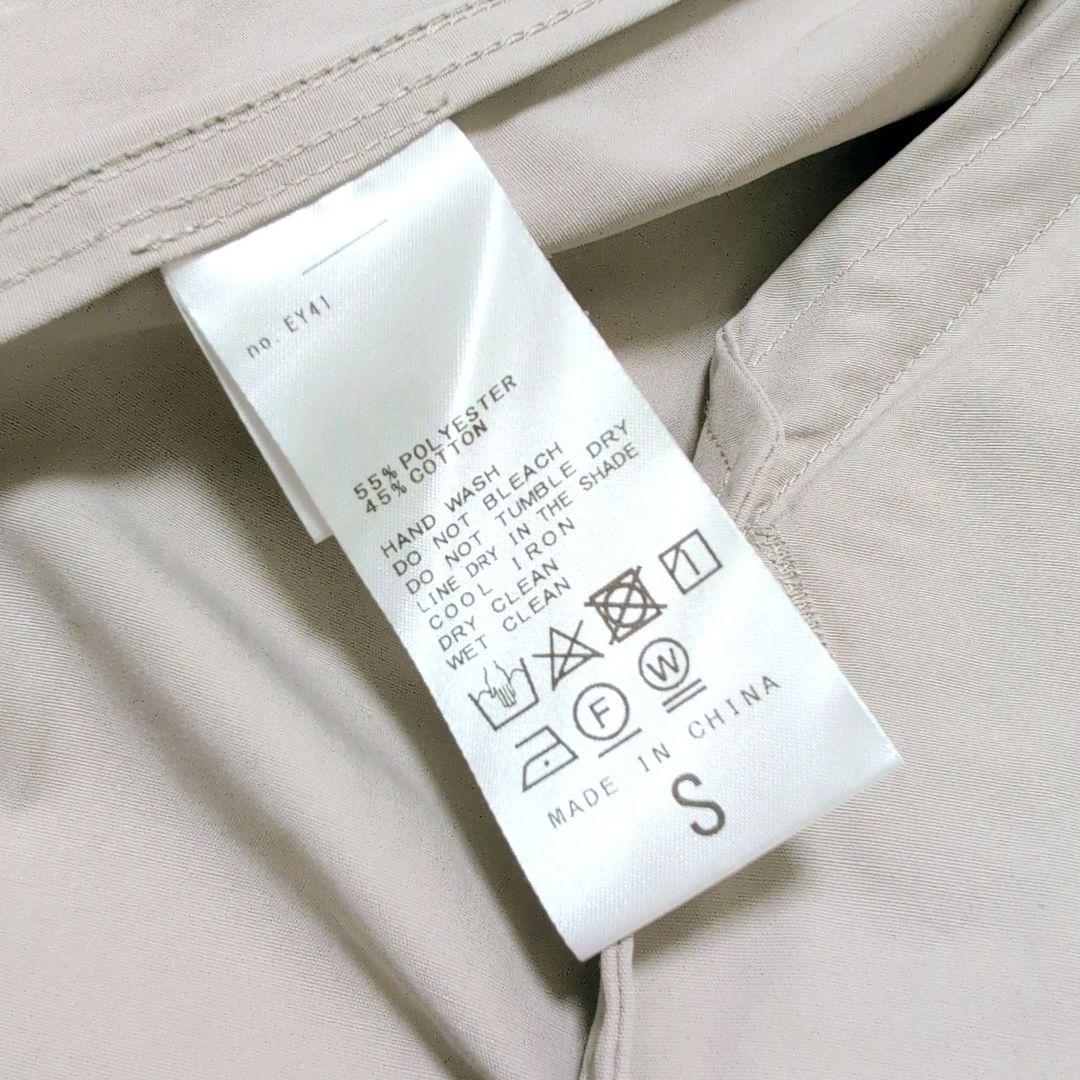 no. EY41
55% POLYESTER
45% COTTON
HAND WASH
DO NOT BLEACH
DO NOT TUMBLE DRY
LINE DRY IN THE SHADE
COOL IRON
DRY CLEAN
WET CLEAN
F W
MADE IN CHINA
S